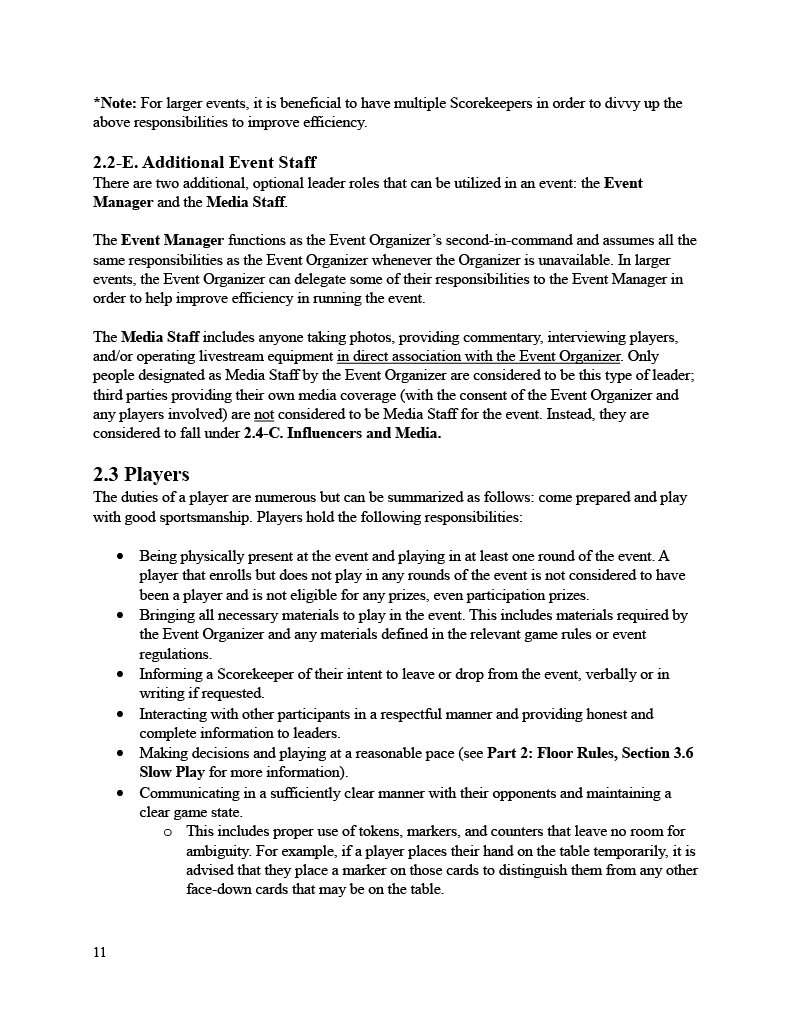 *Note: For larger events, it is beneficial to have multiple Scorekeepers in order to divvy up the
above responsibilities to improve efficiency.
2.2-E. Additional Event Staff
There are two additional, optional leader roles that can be utilized in an event: the Event
Manager and the Media Staff.
The Event Manager functions as the Event Organizer’s second-in-command and assumes all the
same responsibilities as the Event Organizer whenever the Organizer is unavailable. In larger
events, the Event Organizer can delegate some of their responsibilities to the Event Manager in
order to help improve efficiency in running the event.
The Media Staff includes anyone taking photos, providing commentary, interviewing players,
and/or operating livestream equipment in direct association with the Event Organizer. Only
people designated as Media Staff by the Event Organizer are considered to be this type of leader;
third parties providing their own media coverage (with the consent of the Event Organizer and
any players involved) are not considered to be Media Staff for the event. Instead, they are
considered to fall under 2.4-C. Influencers and Media.
2.3 Players
The duties of a player are numerous but can be summarized as follows: come prepared and play
with good sportsmanship. Players hold the following responsibilities:
● Being physically present at the event and playing in at least one round of the event. A
player that enrolls but does not play in any rounds of the event is not considered to have
been a player and is not eligible for any prizes, even participation prizes.
● Bringing all necessary materials to play in the event. This includes materials required by
the Event Organizer and any materials defined in the relevant game rules or event
regulations.
● Informing a Scorekeeper of their intent to leave or drop from the event, verbally or in
writing if requested.
● Interacting with other participants in a respectful manner and providing honest and
complete information to leaders.
● Making decisions and playing at a reasonable pace (see Part 2: Floor Rules, Section 3.6
Slow Play for more information).
● Communicating in a sufficiently clear manner with their opponents and maintaining a
clear game state.
○ This includes proper use of tokens, markers, and counters that leave no room for
ambiguity. For example, if a player places their hand on the table temporarily, it is
advised that they place a marker on those cards to distinguish them from any other
face-down cards that may be on the table.
11